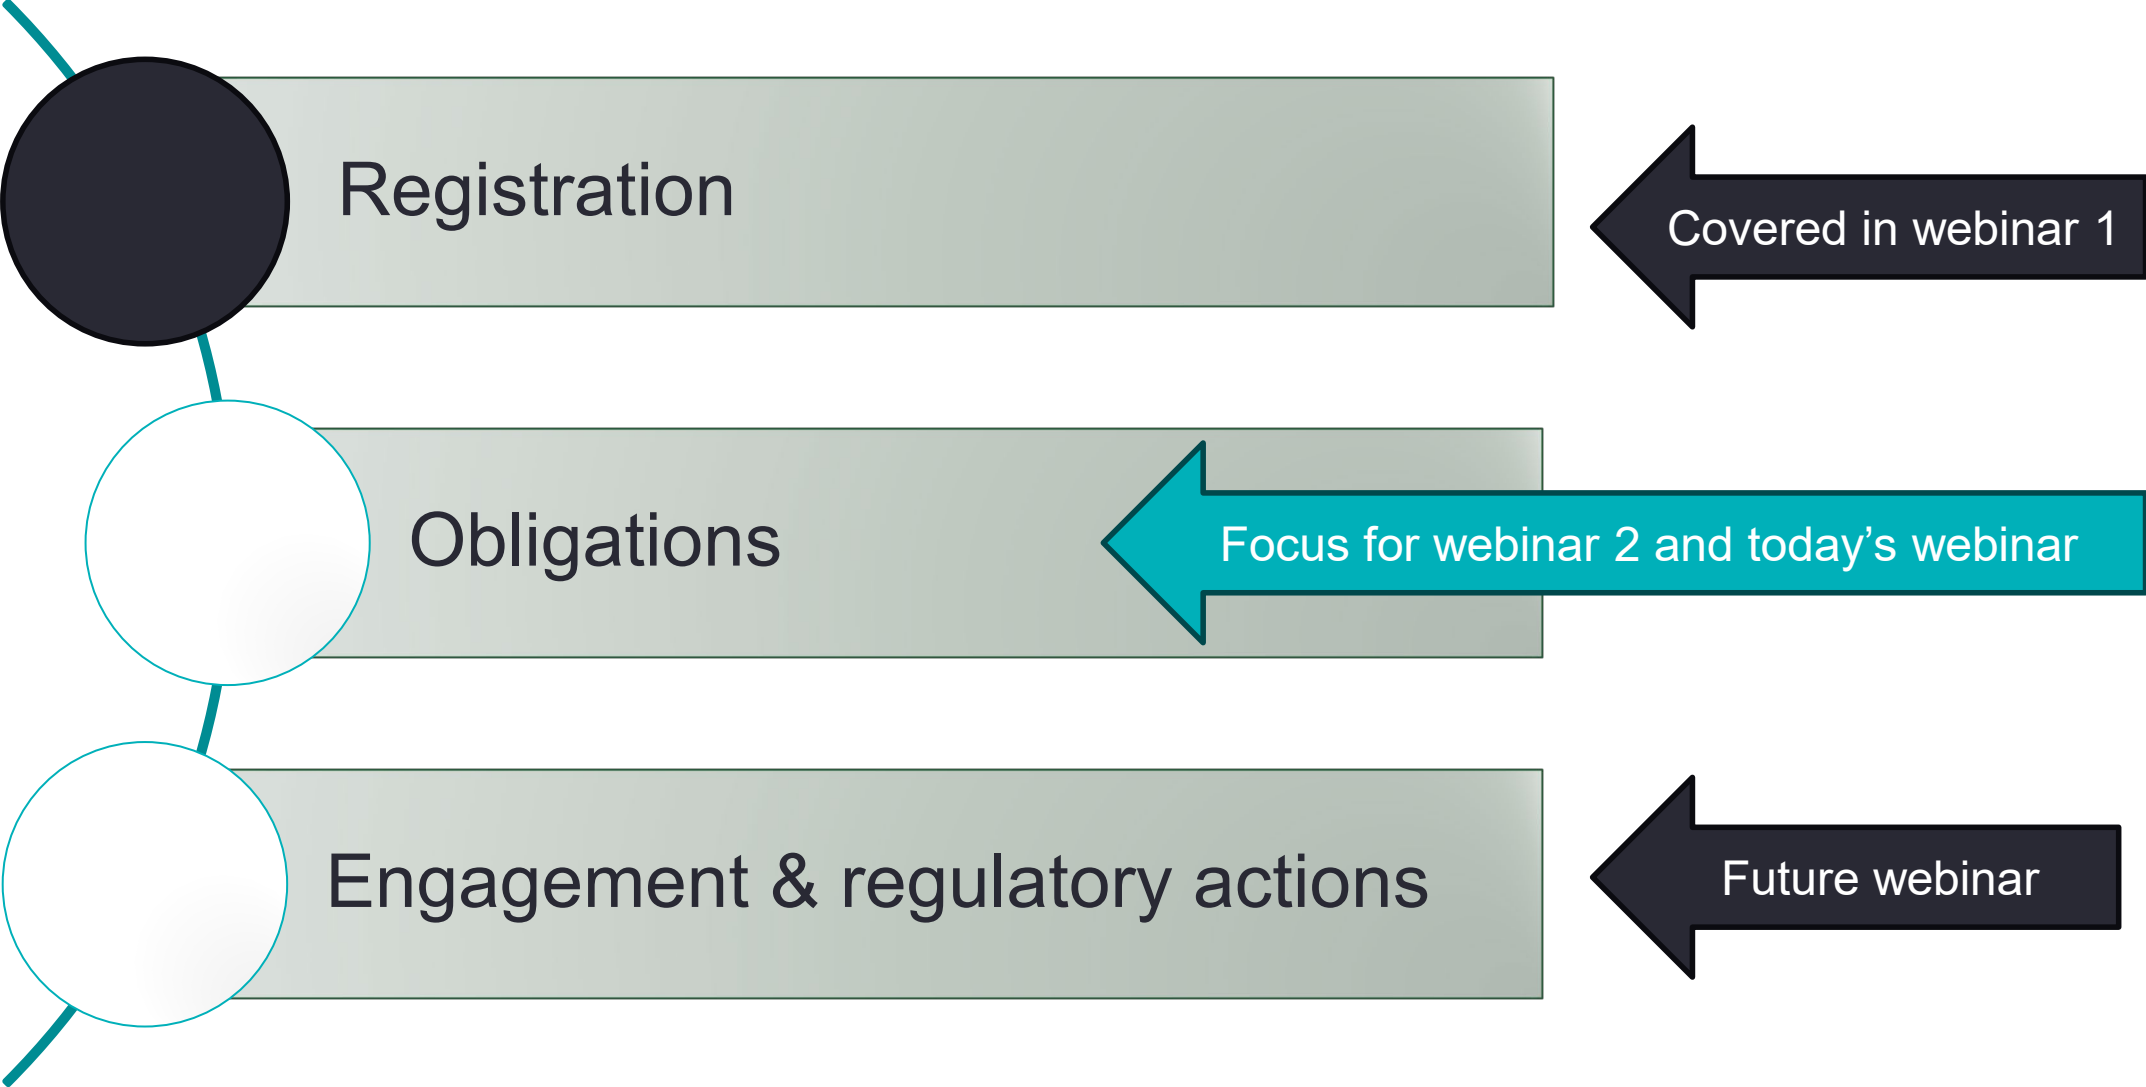 Registration
Covered in webinar 1
Obligations
Focus for webinar 2 and today’s webinar
Engagement & regulatory actions
Future webinar